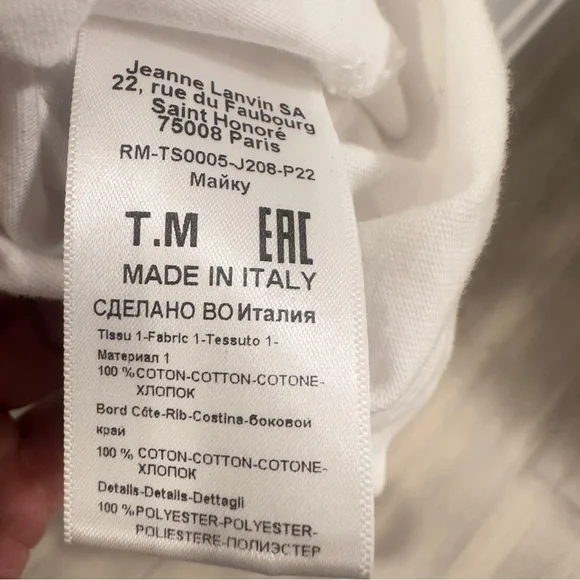 Jeanne Lanvin SA
22, rue du Faubourg
Saint Honoré
75008 Paris
RM-TS0005-J208-P22
Майку
T.M EAC
MADE IN ITALY
СДЕЛАНО ВО Италия
Tissu 1-Fabric 1-Tessuto 1-
Материал 1
100 % COTON-COTTON-COTONE-
ХЛОПОК
Bord Côte-Rib-Costina-боковой
край
100 % COTON-COTTON-COTONE-
ХЛОПОК
Details-Details-Dettagli
100 % POLYESTER-POLYESTER-
POLIESTERE-ПОЛИЭСТЕР